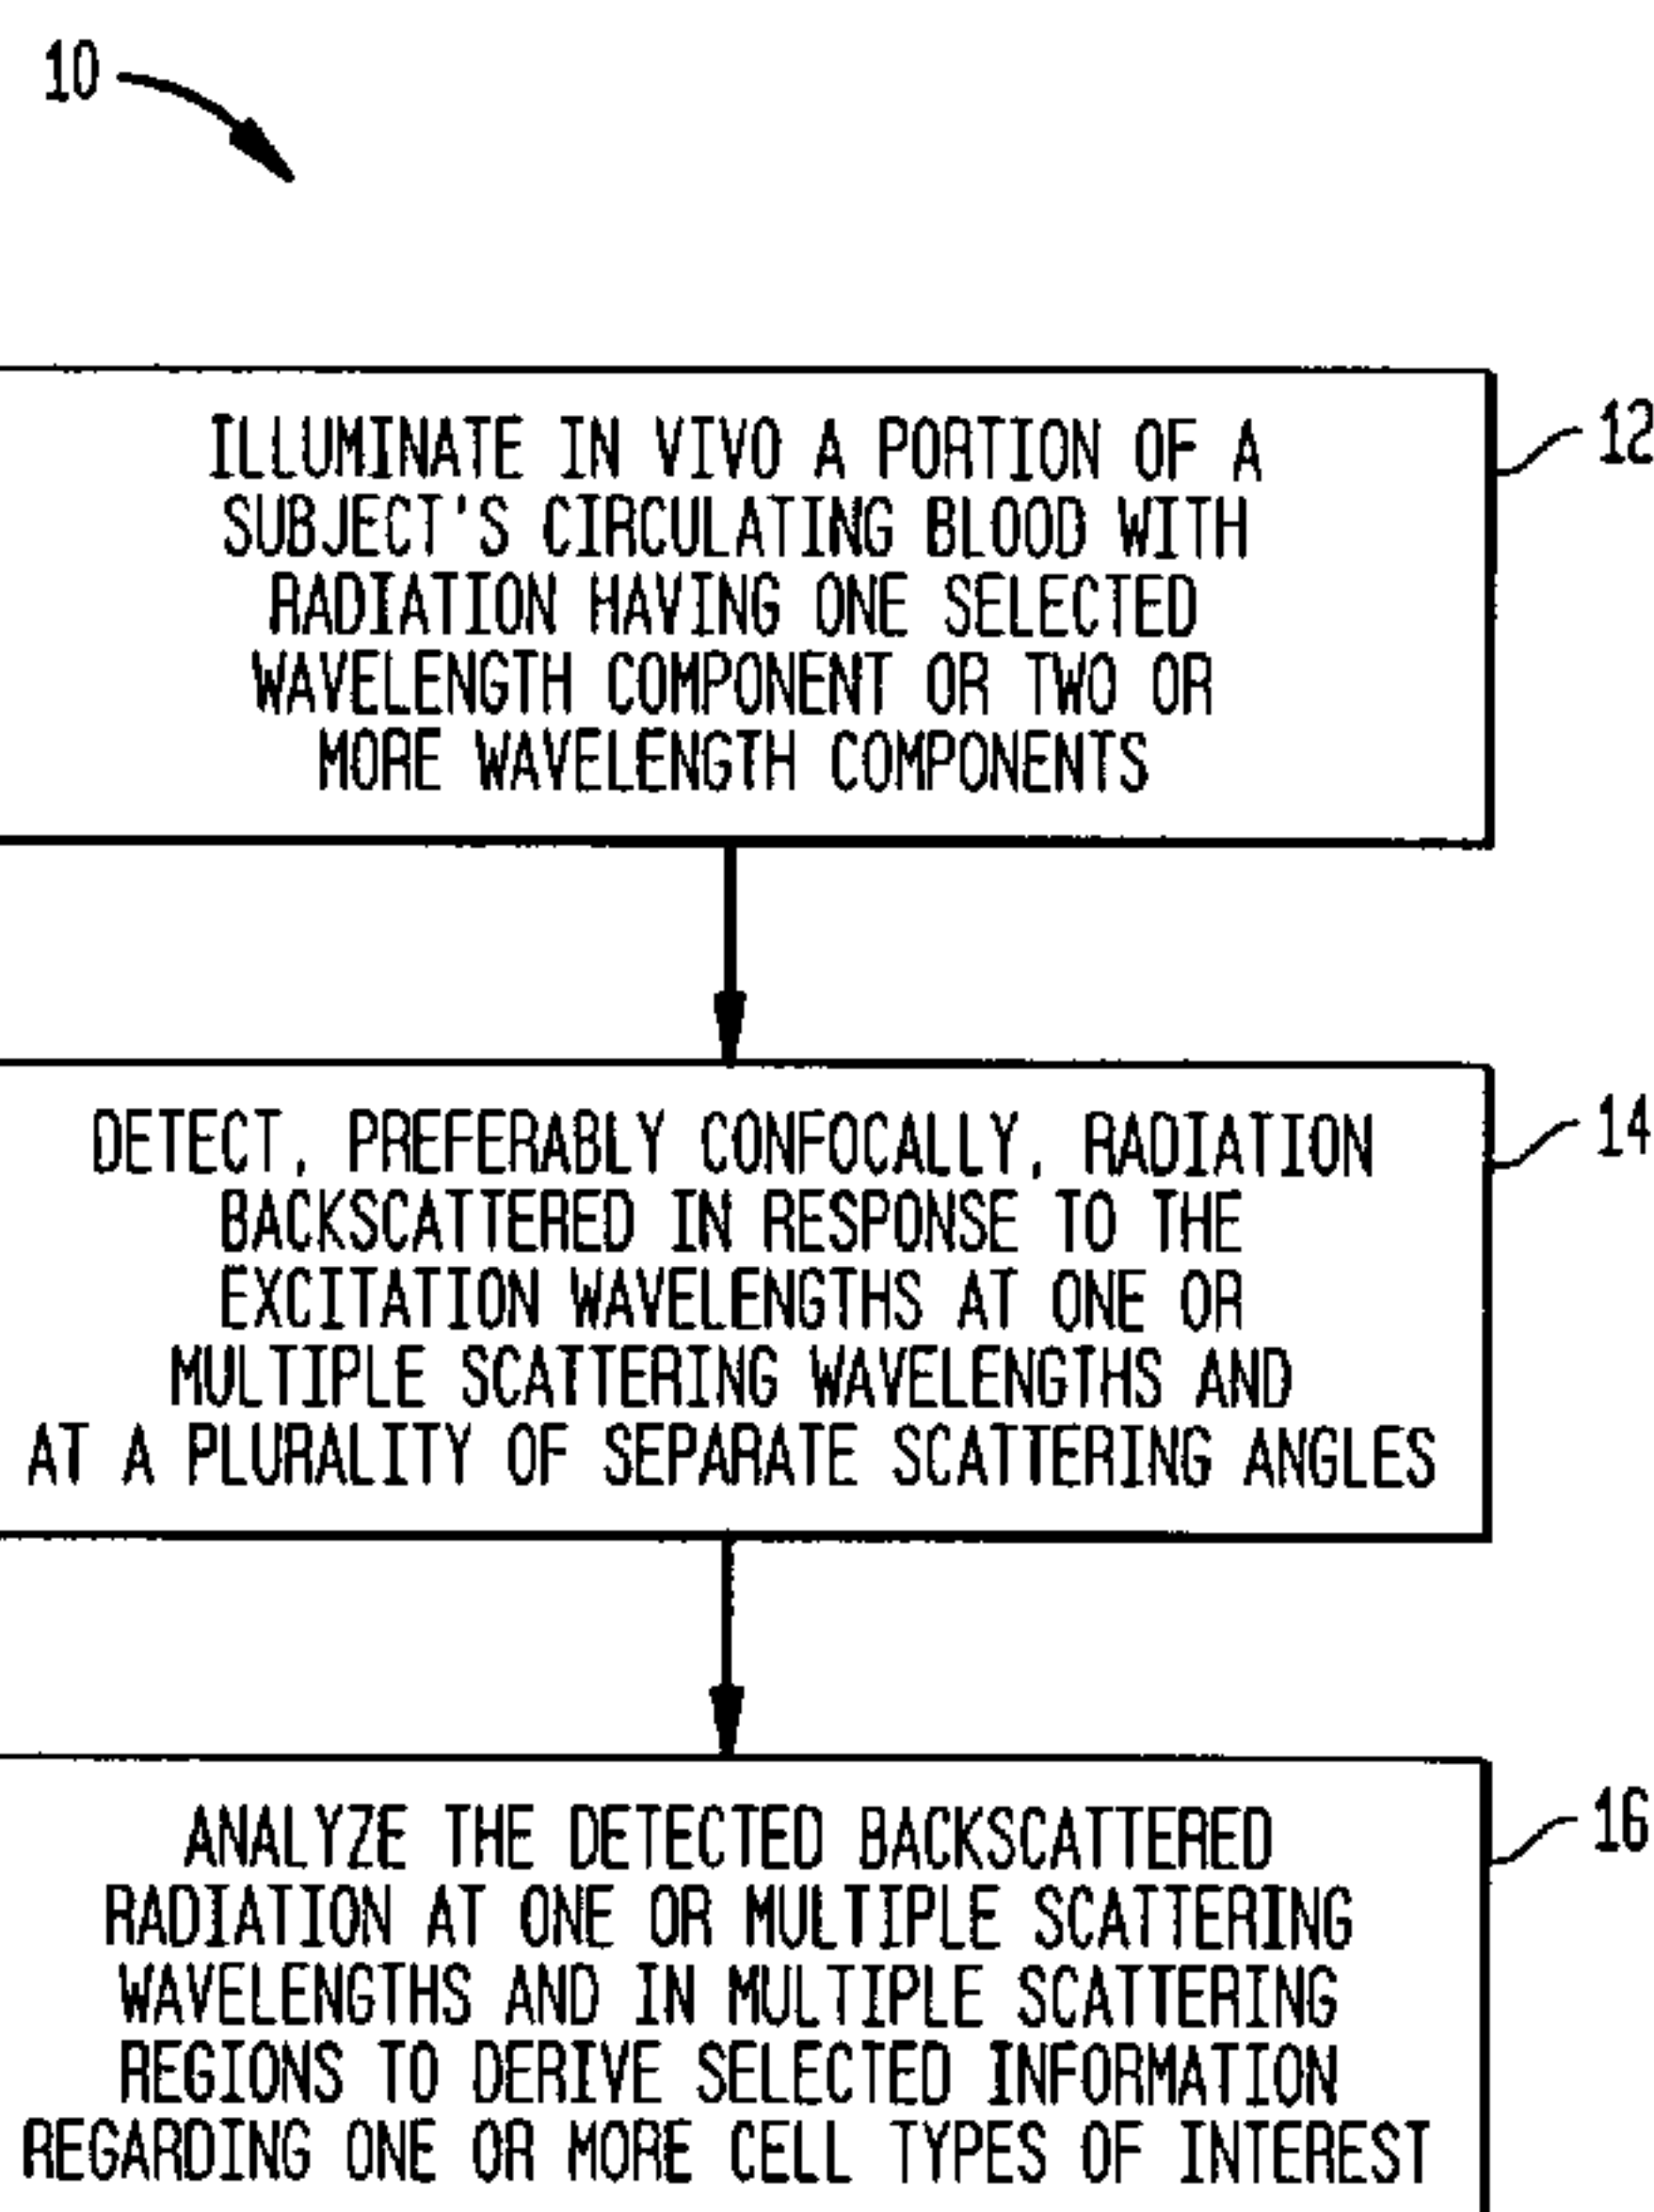 10
ILLUMINATE IN VIVO A PORTION OF A
SUBJECT'S CIRCULATING BLOOD WITH
RADIATION HAVING ONE SELECTED
WAVELENGTH COMPONENT OR TWO OR
MORE WAVELENGTH COMPONENTS
12
DETECT, PREFERABLY CONFOCALLY, RADIATION
BACKSCATTERED IN RESPONSE TO THE
EXCITATION WAVELENGTHS AT ONE OR
MULTIPLE SCATTERING WAVELENGTHS AND
AT A PLURALITY OF SEPARATE SCATTERING ANGLES
14
ANALYZE THE DETECTED BACKSCATTERED
RADIATION AT ONE OR MULTIPLE SCATTERING
WAVELENGTHS AND IN MULTIPLE SCATTERING
REGIONS TO DERIVE SELECTED INFORMATION
REGARDING ONE OR MORE CELL TYPES OF INTEREST
16